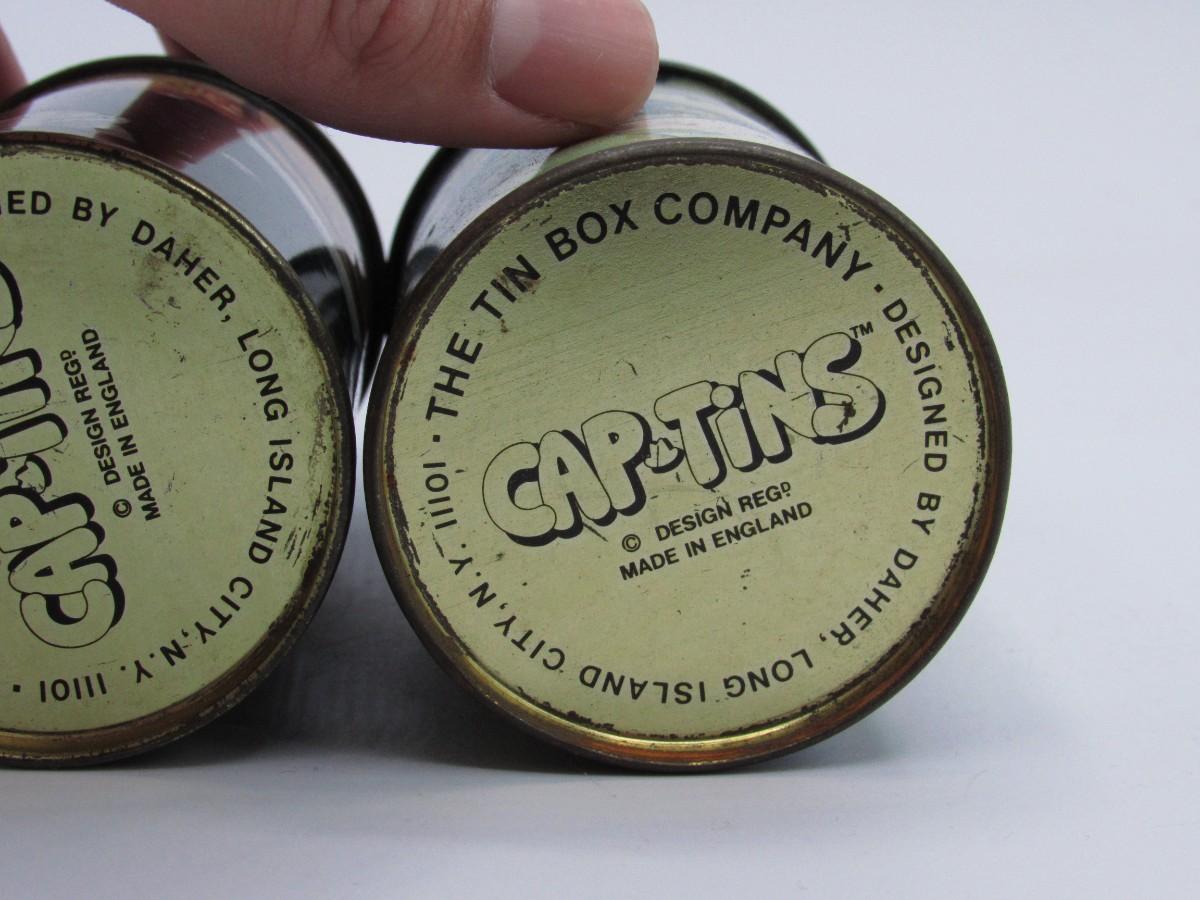 NED BY DAHER, LONG ISLAND CITY, N.Y. 11101 ·
CAP-TiNS
© DESIGN REGD
MADE IN ENGLAND
· THE TIN BOX COMPANY · DESIGNED BY DAHER, LONG ISLAND CITY, N.Y. 11101
CAP-TiNS™
© DESIGN REGD
MADE IN ENGLAND